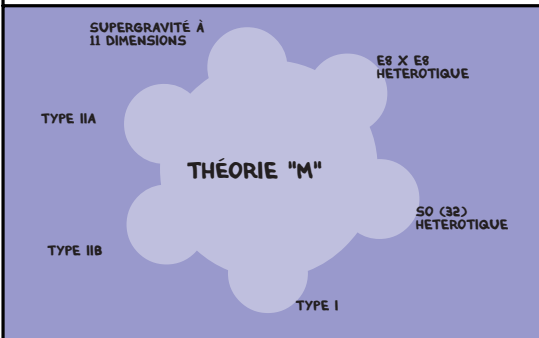 SUPERGRAVITÉ À
11 DIMENSIONS
E8 X E8
HETEROTIQUE
TYPE IIA
THÉORIE "M"
SO (32)
HETEROTIQUE
TYPE IIB
TYPE I